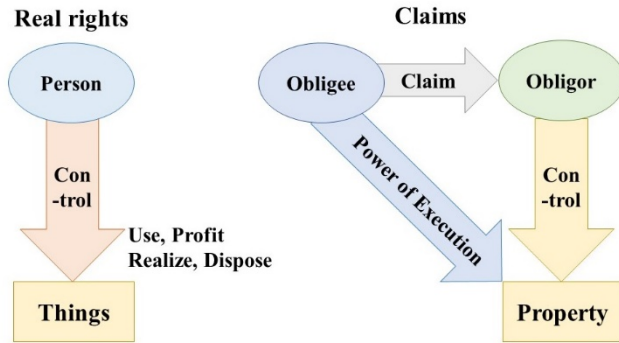 Real rights
Person
Con
-trol
Use, Profit
Realize, Dispose
Things
Claims
Obligee
Claim
Obligor
Power of Execution
Con
-trol
Property